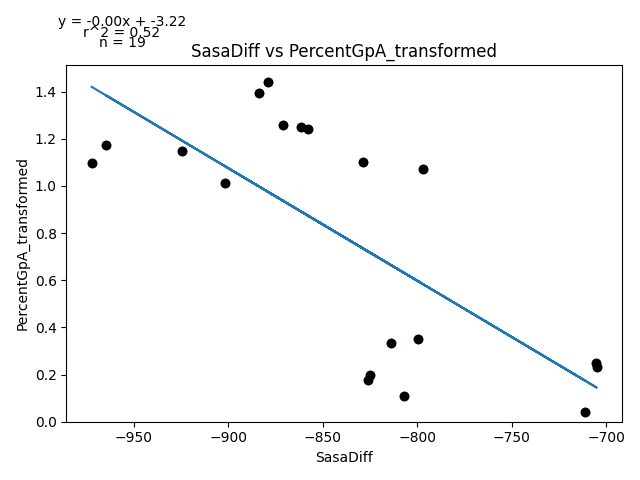 y = -0.00x + -3.22
r^2 = 0.52
n = 19
SasaDiff vs PercentGpA_transformed
1.4
1.2
1.0
0.8
0.6
0.4
0.2
0.0
PercentGpA_transformed
−950 −900 −850 −800 −750 −700
SasaDiff